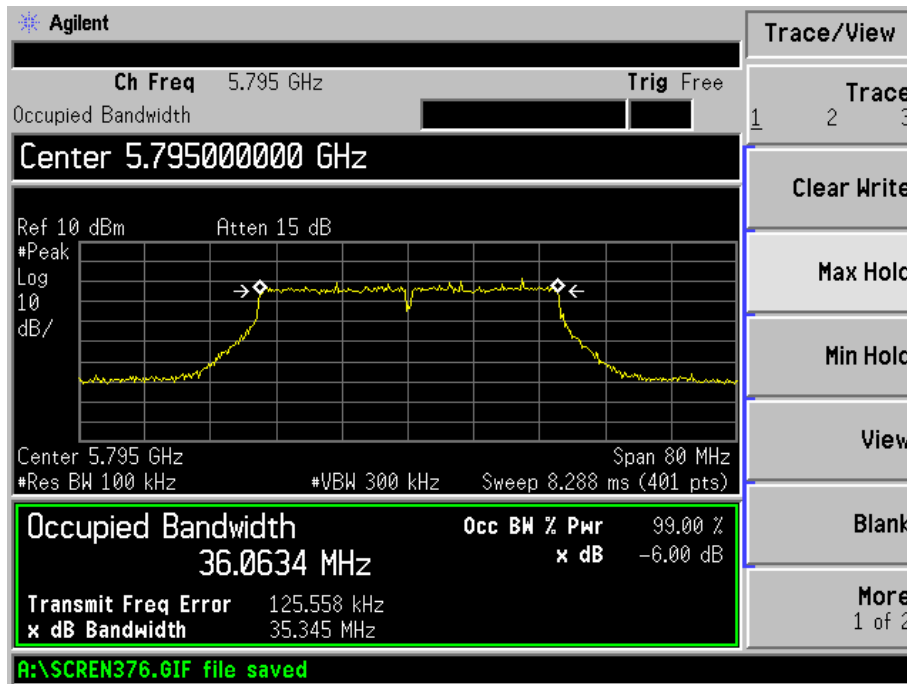 Agilent
Trace/View
Ch Freq 5.795 GHz Trig Free
Occupied Bandwidth
Trace
1 2 3
Center 5.795000000 GHz
Clear Write
Ref 10 dBm Atten 15 dB
#Peak
Log
10
dB/
Max Hold
Min Hold
Center 5.795 GHz Span 80 MHz
#Res BW 100 kHz #VBW 300 kHz Sweep 8.288 ms (401 pts)
View
Occupied Bandwidth Occ BW % Pwr 99.00 %
36.0634 MHz x dB -6.00 dB
Blank
Transmit Freq Error 125.558 kHz
x dB Bandwidth 35.345 MHz
More
1 of 2
A:\SCREN376.GIF file saved